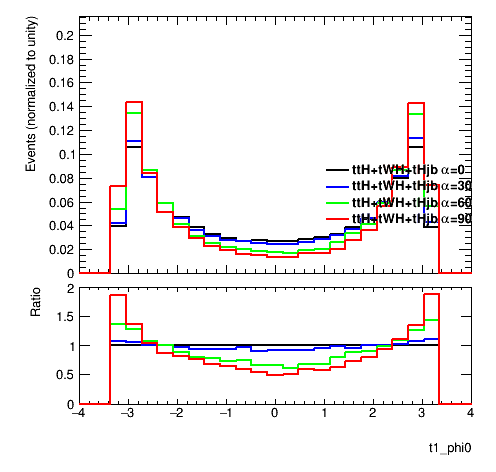 Events (normalized to unity)
0.2
0.18
0.16
0.14
0.12
0.1
0.08
0.06
0.04
0.02
0
ttH+tWH+tHjb α=0
ttH+tWH+tHjb α=30
ttH+tWH+tHjb α=60
ttH+tWH+tHjb α=90
Ratio
2
1.5
1
0.5
0
−4 −3 −2 −1 0 1 2 3 4
t1_phi0